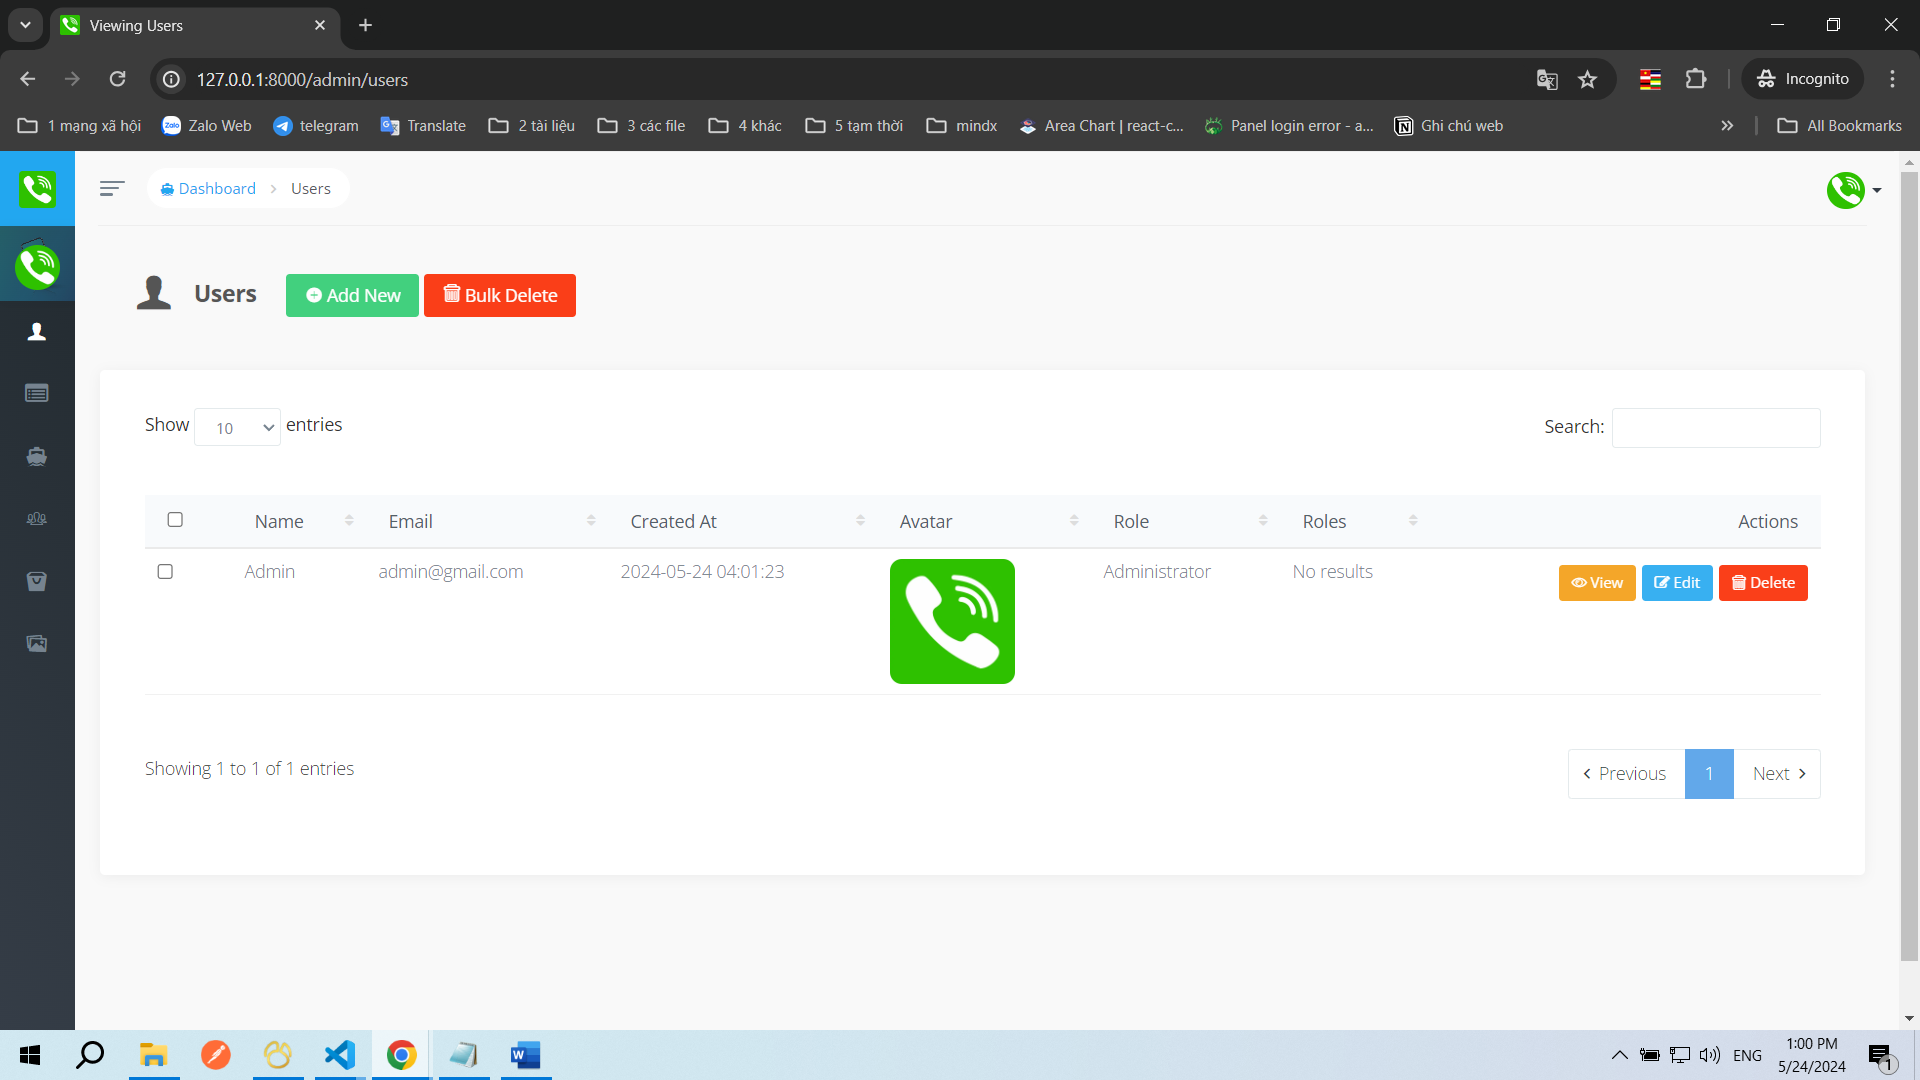 Viewing Users
127.0.0.1:8000/admin/users
Incognito
1 mạng xã hội Zalo Zalo Web telegram Translate 2 tài liệu 3 các file 4 khác 5 tạm thời mindx Area Chart | react-c... Panel login error - a... Ghi chú web All Bookmarks
Dashboard Users
Users Add New Bulk Delete
Show 10 entries Search:
Name Email Created At Avatar Role Roles Actions
Admin admin@gmail.com 2024-05-24 04:01:23 Administrator No results View Edit Delete
Showing 1 to 1 of 1 entries Previous 1 Next
ENG 1:00 PM
5/24/2024 1